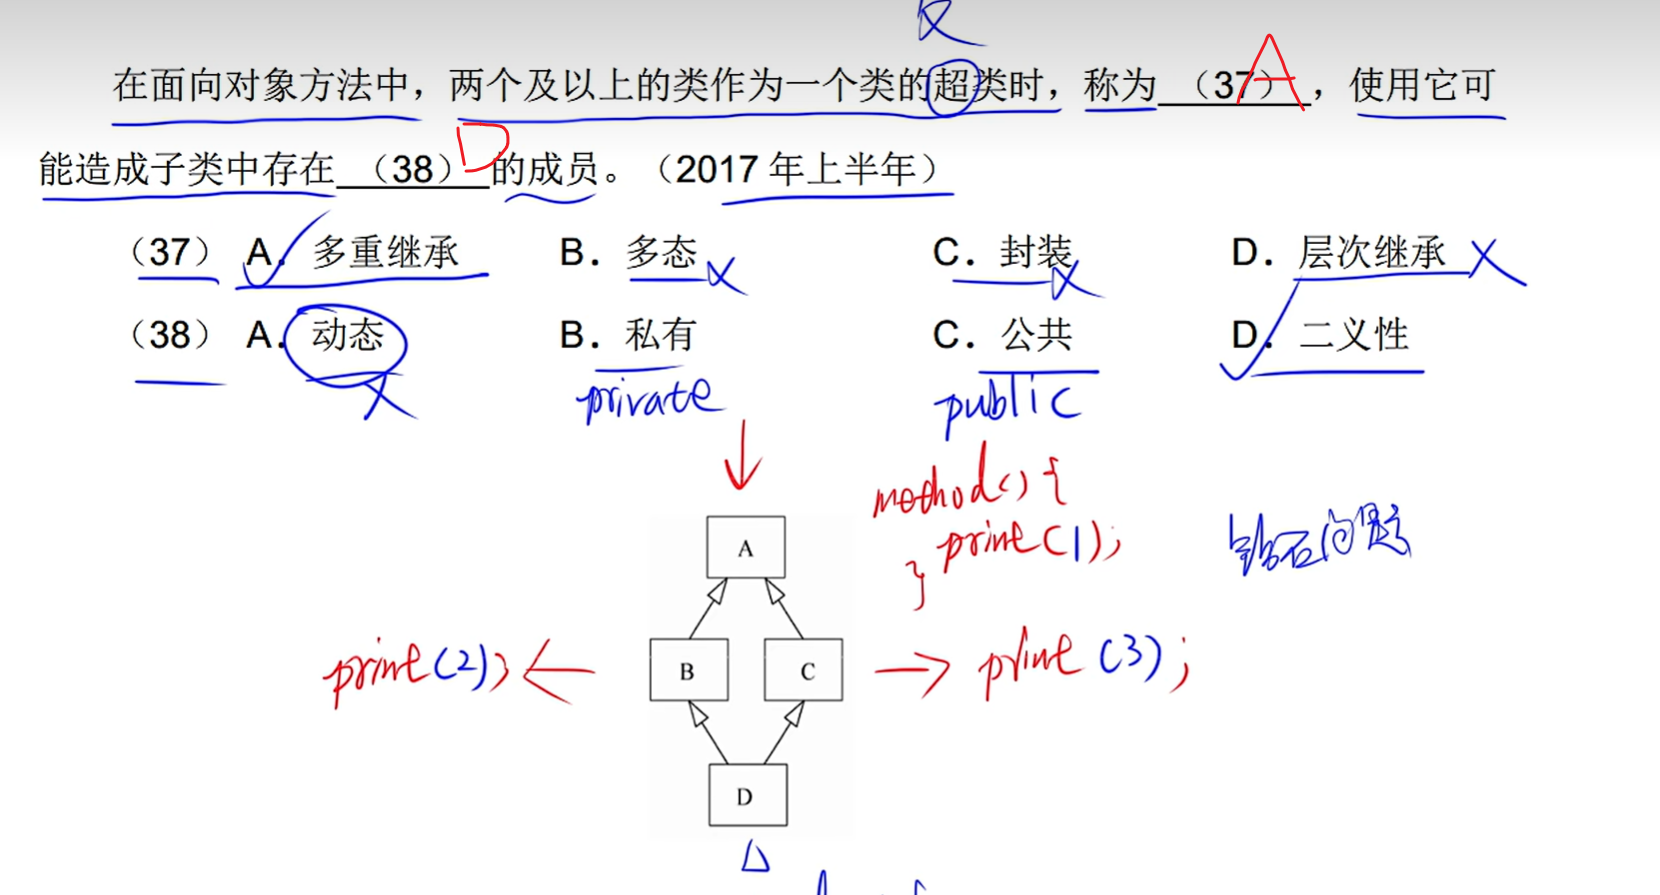 父
在面向对象方法中，两个及以上的类作为一个类的超类时，称为（37）A，使用它可
能造成子类中存在（38）D的成员。（2017 年上半年）
（37） A． 多重继承 B．多态 C．封装 D．层次继承
（38） A．动态 B．私有 C．公共 D．二义性
private public
method() {
print(1);
}
钻石问题
A
print(2); B C print(3);
D